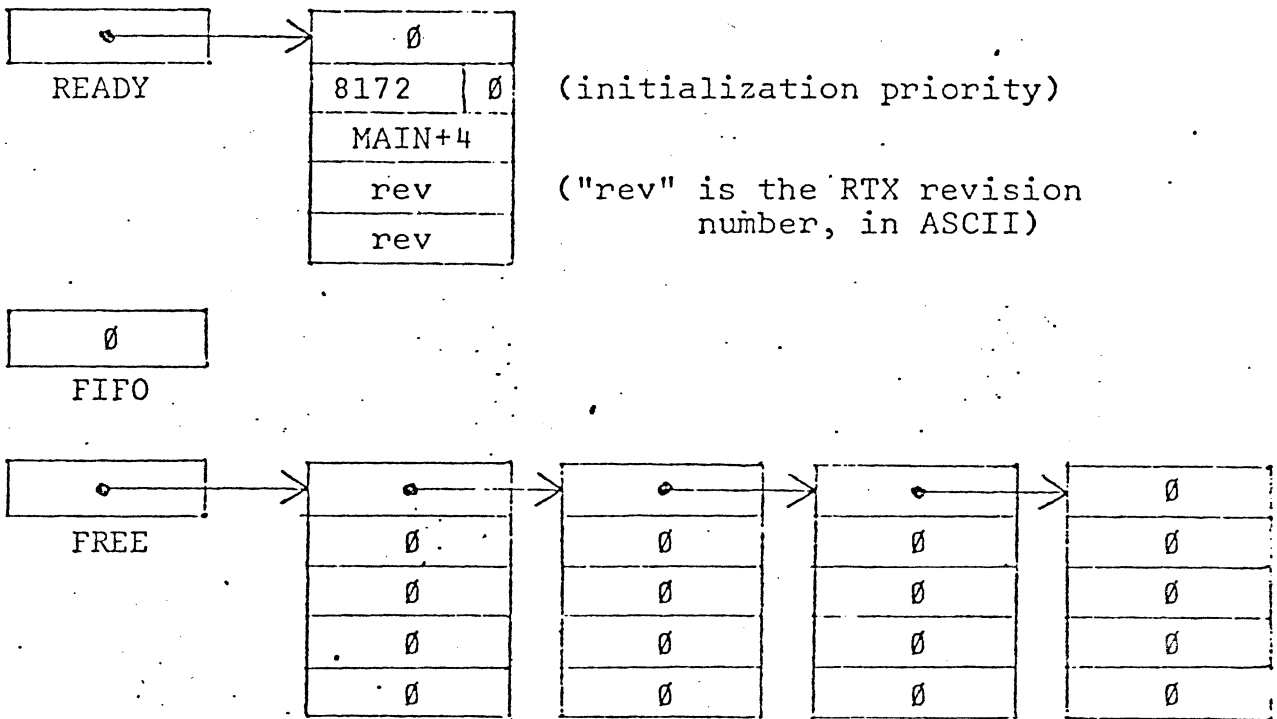 Ø
READY
8172 Ø (initialization priority)
MAIN+4
rev ("rev" is the RTX revision
number, in ASCII)
rev
Ø
FIFO
Ø
FREE Ø Ø Ø Ø
Ø Ø Ø Ø
Ø Ø Ø Ø
Ø Ø Ø Ø